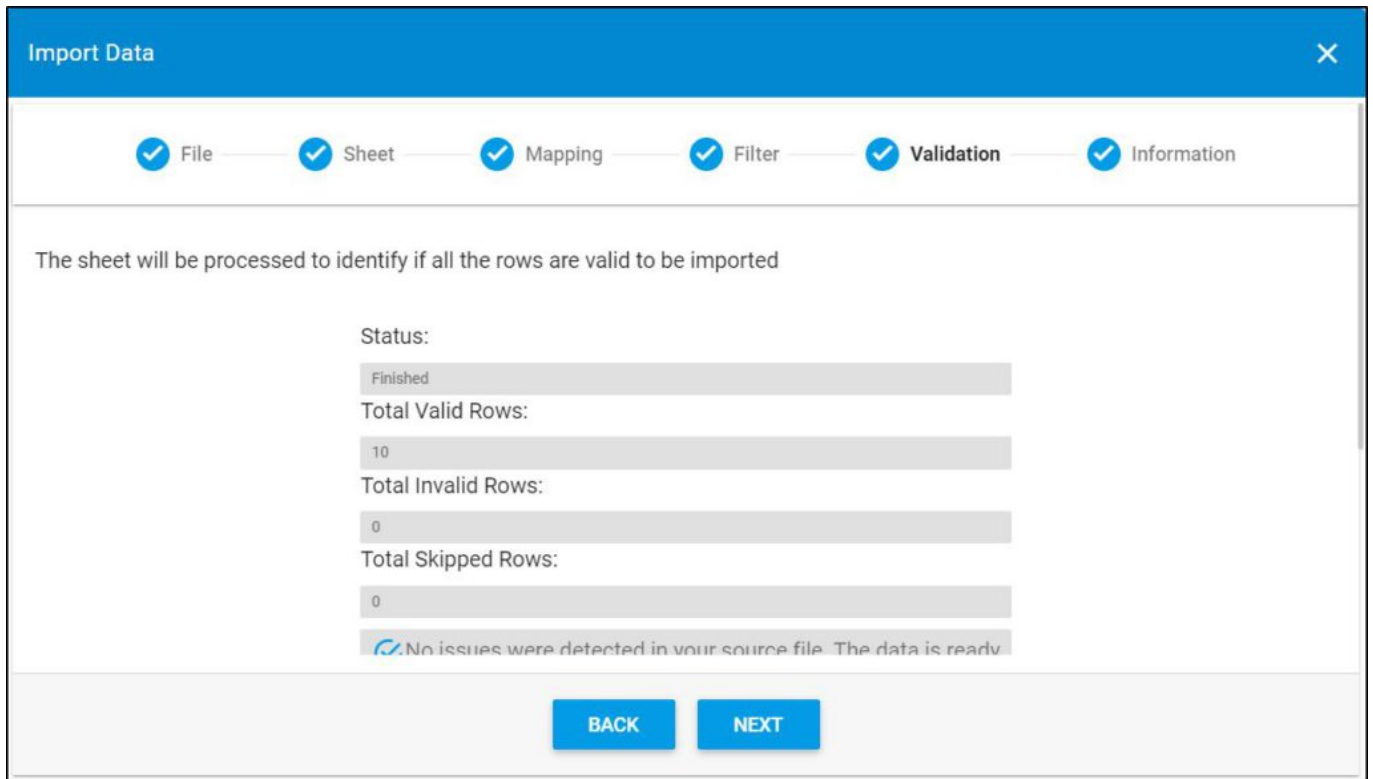 Import Data
File Sheet Mapping Filter Validation Information
The sheet will be processed to identify if all the rows are valid to be imported
Status:
Finished
Total Valid Rows:
10
Total Invalid Rows:
0
Total Skipped Rows:
0
No issues were detected in your source file. The data is ready
BACK NEXT